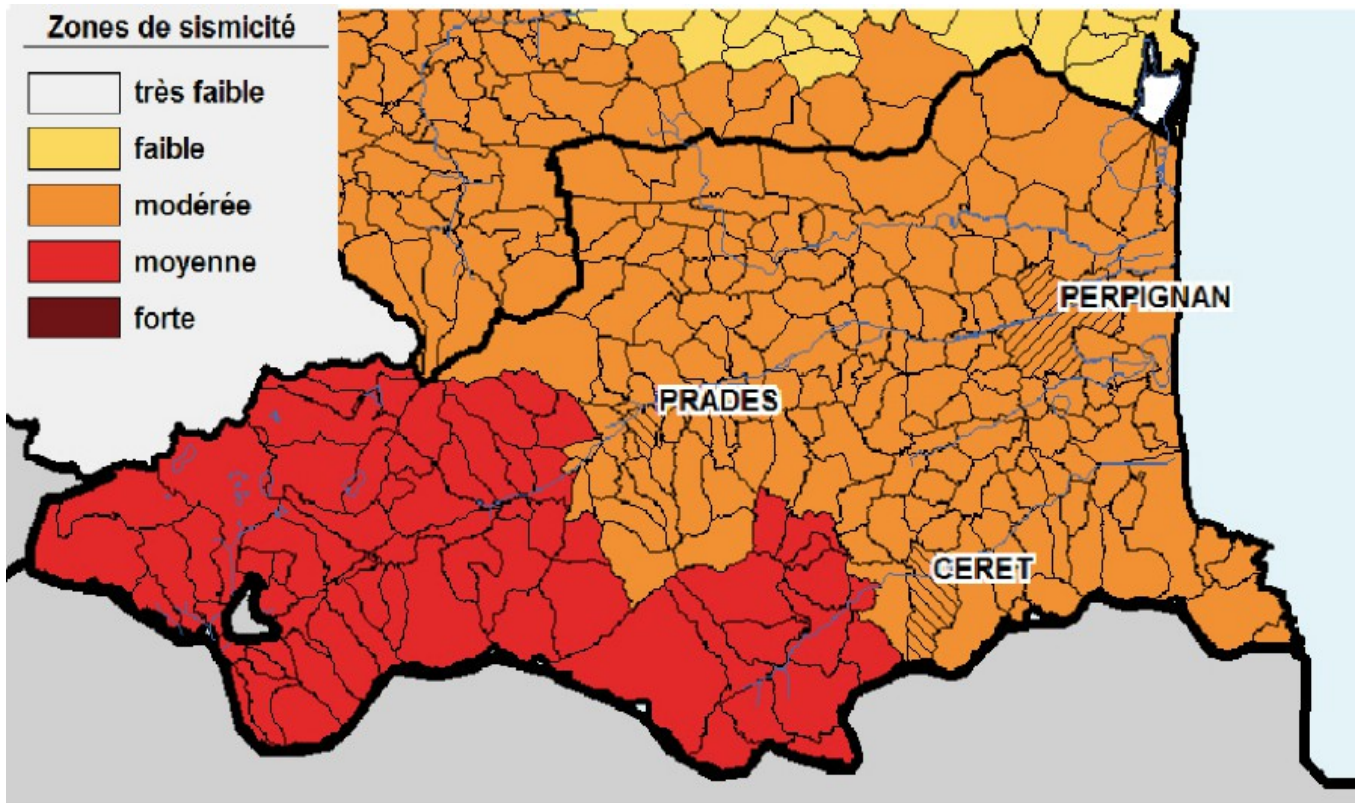 Zones de sismicité
très faible
faible
modérée
moyenne
forte
PERPIGNAN
PRADES
CERET